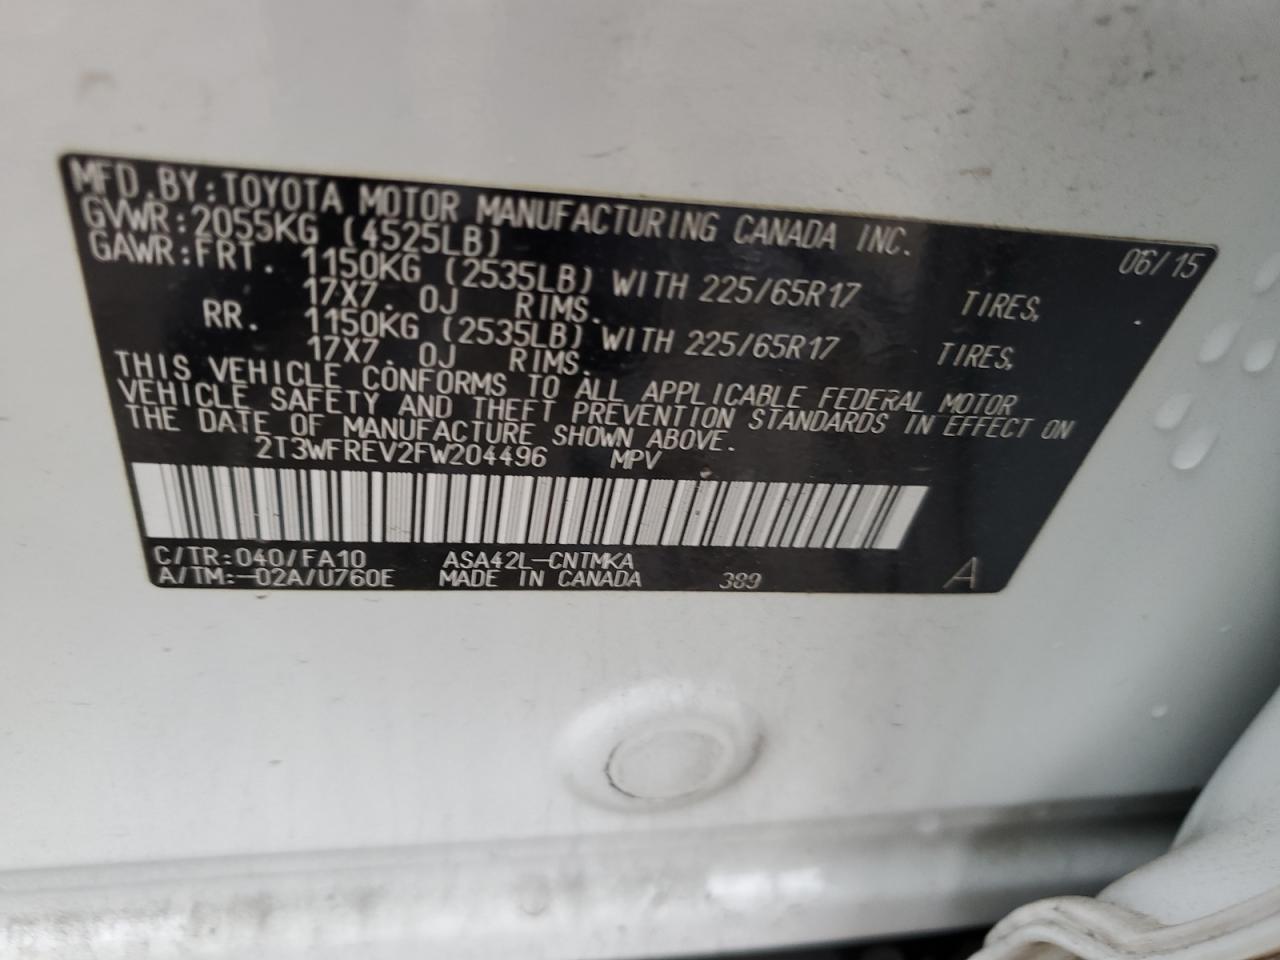 MFD.BY:TOYOTA MOTOR MANUFACTURING CANADA INC.
GVWR:2055KG (4525LB) 06/15
GAWR:FRT. 1150KG (2535LB) WITH 225/65R17 TIRES,
17X7.0J RIMS.
RR. 1150KG (2535LB) WITH 225/65R17 TIRES,
17X7.0J RIMS.
THIS VEHICLE CONFORMS TO ALL APPLICABLE FEDERAL MOTOR
VEHICLE SAFETY AND THEFT PREVENTION STANDARDS IN EFFECT ON
THE DATE OF MANUFACTURE SHOWN ABOVE.
2T3WFREV2FW204496 MPV
C/TR:040/FA10 ASA42L-CNTMKA
A/TM:-02A/U760E MADE IN CANADA 389 A